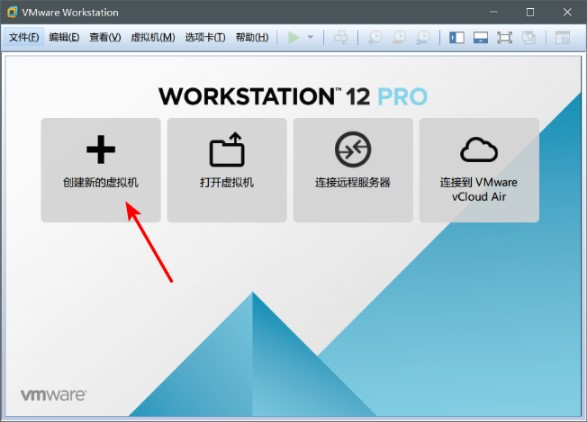 VMware Workstation
文件(F) 编辑(E) 查看(V) 虚拟机(M) 选项卡(T) 帮助(H)
WORKSTATION™ 12 PRO
创建新的虚拟机
打开虚拟机
连接远程服务器
连接到 VMware
vCloud Air
vmware®